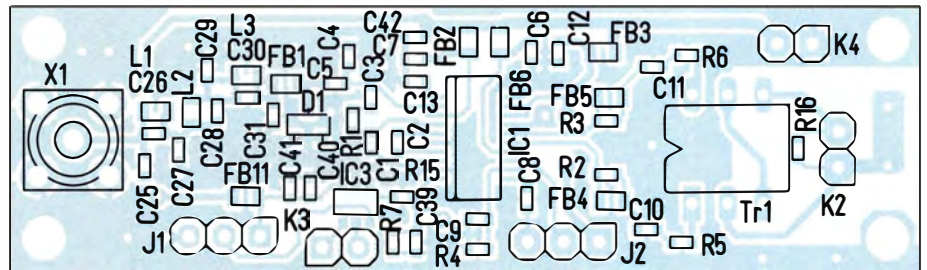 C29
L3
C30
FB1
C4
C42
C7
C3
FB2
C6
C12
FB3
R6
K4
X1
L1
C26
L2
C5
C13
FB6
FB5
C11
D1
R3
R16
C28
C31
C41
C40
R1
C2
C1
IC1
C25
C27
FB11
IC3
R15
C8
R2
FB4
K3
R7
C39
C9
C10
Tr1
K2
J1
R4
J2
R5